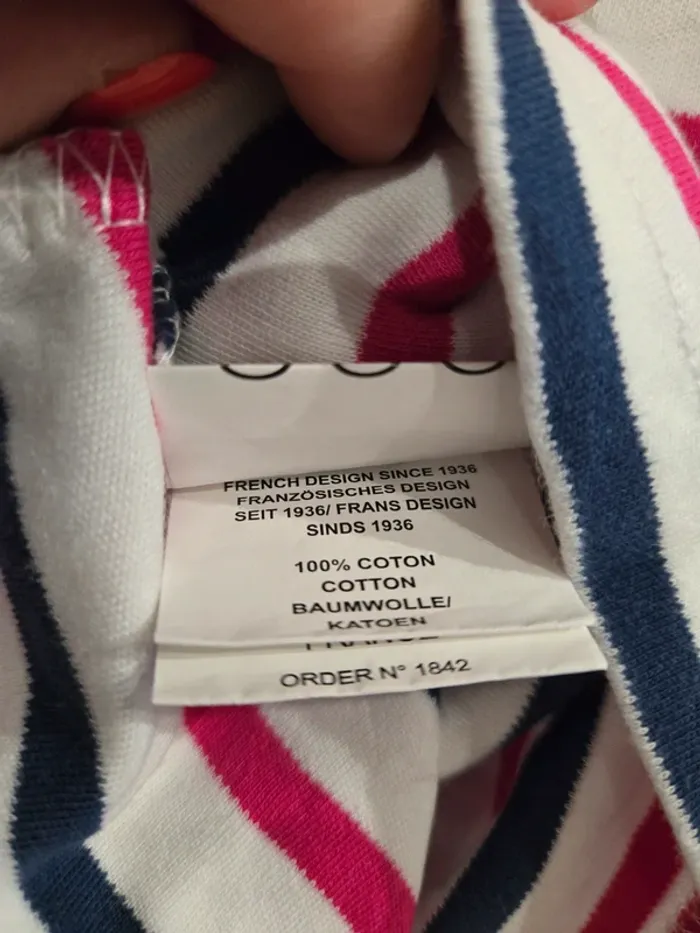 FRENCH DESIGN SINCE 1936
FRANZÖSISCHES DESIGN
SEIT 1936/ FRANS DESIGN
SINDS 1936
100% COTON
COTTON
BAUMWOLLE/
KATOEN
ORDER N° 1842